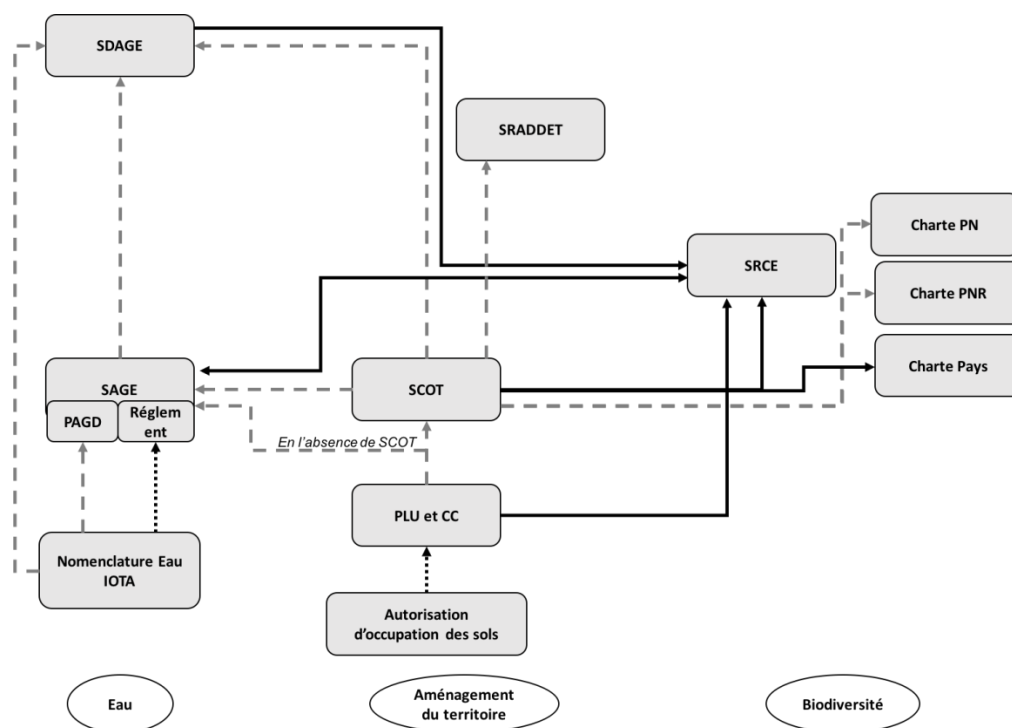 SDAGE
SRADDET
Charte PN
SRCE
Charte PNR
Charte Pays
SAGE
PAGD
Réglem
ent
SCOT
En l'absence de SCOT
PLU et CC
Nomenclature Eau
IOTA
Autorisation
d'occupation des sols
Eau
Aménagement
du territoire
Biodiversité